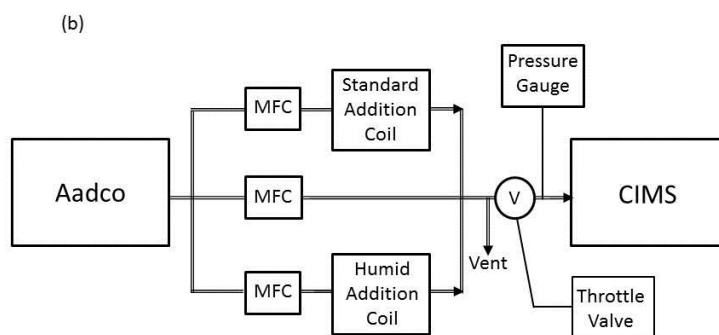 (b)
Pressure
Gauge
Standard
Addition
Coil
MFC
Aadco
MFC
V
CIMS
Vent
Humid
Addition
Coil
MFC
Throttle
Valve